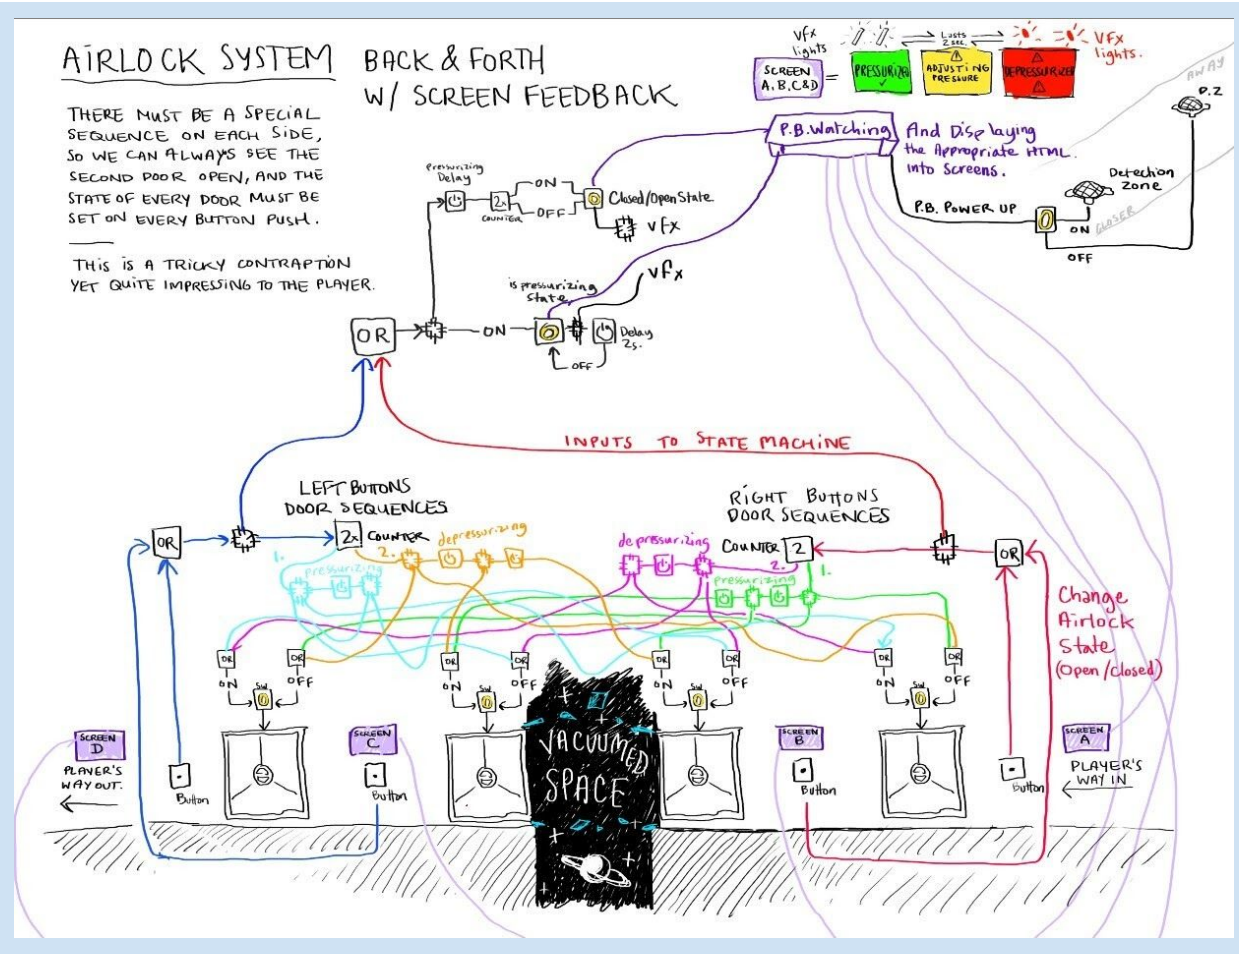 AIRLOCK SYSTEM
BACK & FORTH
W/ SCREEN FEEDBACK
THERE MUST BE A SPECIAL
SEQUENCE ON EACH SIDE,
SO WE CAN ALWAYS SEE THE
SECOND DOOR OPEN, AND THE
STATE OF EVERY DOOR MUST BE
SET ON EVERY BUTTON PUSH.
THIS IS A TRICKY CONTRAPTION
YET QUITE IMPRESSING TO THE PLAYER.
VFX
lights
SCREEN
A,B,C&D
=
PRESSURIZED
Lasts
2sec.
ADJUSTING
PRESSURE
DEPRESSURIZED
VFX
lights.
AWAY
D.Z
P.B.Watching
And Displaying
the Appropriate HTML.
into Screens.
Detection
zone
CLOSER
P.B. POWER UP
ON
OFF
Pressurizing
Delay
2x
COUNTER
ON
OFF
Closed/Open State
VFX
is pressurizing
State
VFX
OR
ON
Delay
2s.
OFF
INPUTS TO STATE MACHINE
LEFT BUTTONS
DOOR SEQUENCES
RIGHT BUTTONS
DOOR SEQUENCES
OR
2x
COUNTER
1.
2.
depressurizing
pressurizing
depressurizing
COUNTER
2
2.
1.
pressurizing
OR
Change
Airlock
State
(Open/closed)
OR
OR
OR
OR
OR
OR
OR
OR
ON
SW
OFF
ON
SW
OFF
ON
SW
OFF
ON
SW
OFF
SCREEN
D
PLAYER'S
WAY OUT.
Button
SCREEN
C
Button
VACUUMED
SPACE
SCREEN
B
Button
SCREEN
A
PLAYER'S
WAY IN
Button